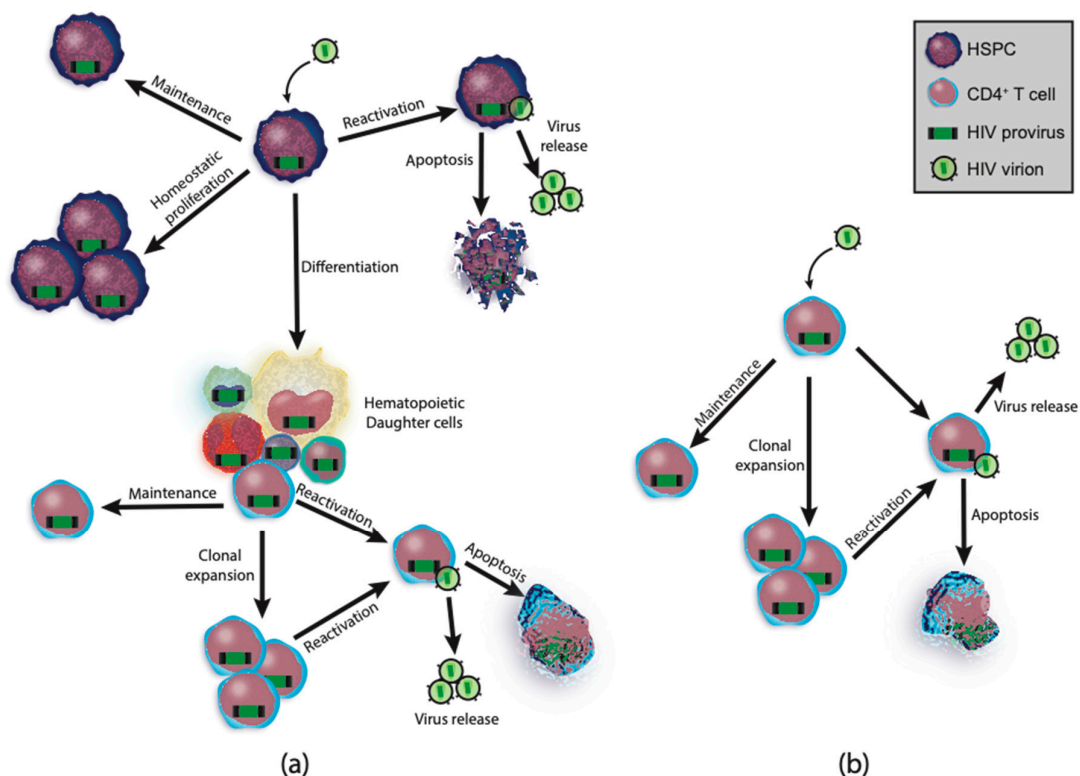 HSPC
CD4⁺ T cell
HIV provirus
HIV virion
Maintenance
Reactivation
Virus
release
Apoptosis
Homeostatic
proliferation
Differentiation
Hematopoietic
Daughter cells
Maintenance
Reactivation
Clonal
expansion
Apoptosis
Reactivation
Virus release
(a)
Maintenance
Clonal
expansion
Virus release
Reactivation
Apoptosis
(b)